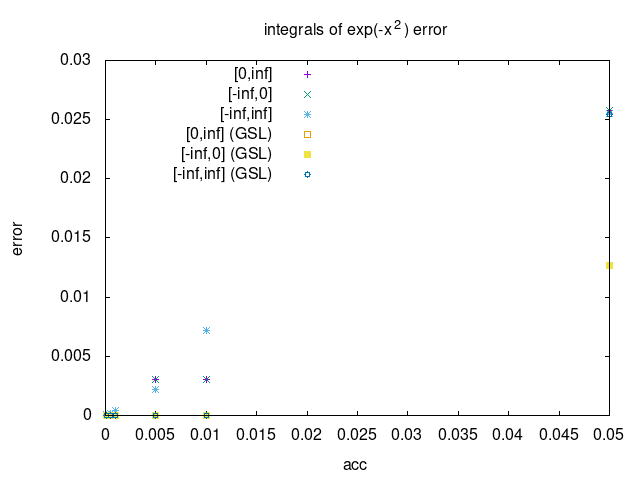 integrals of exp(-x²) error
0.03
0.025
0.02
0.015
0.01
0.005
0
error
[0,inf]
[-inf,0]
[-inf,inf]
[0,inf] (GSL)
[-inf,0] (GSL)
[-inf,inf] (GSL)
0 0.005 0.01 0.015 0.02 0.025 0.03 0.035 0.04 0.045 0.05
acc